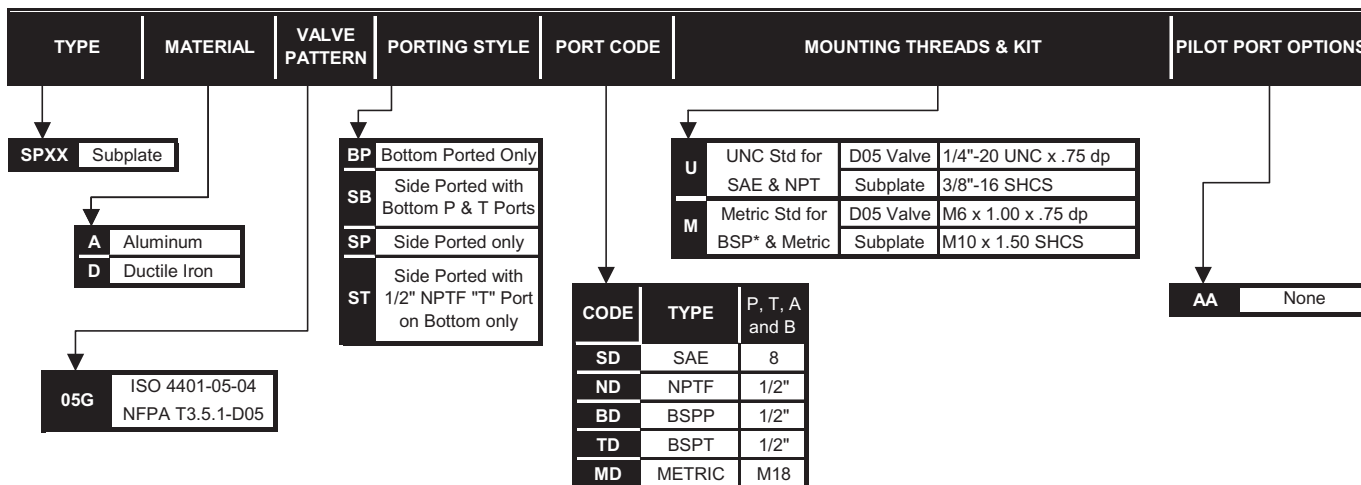 TYPE
MATERIAL
VALVE
PATTERN
PORTING STYLE
PORT CODE
MOUNTING THREADS & KIT
PILOT PORT OPTIONS
SPXX Subplate
A Aluminum
D Ductile Iron
05G
ISO 4401-05-04
NFPA T3.5.1-D05
BP Bottom Ported Only
SB
Side Ported with
Bottom P & T Ports
SP Side Ported only
ST
Side Ported with
1/2" NPTF "T" Port
on Bottom only
CODE TYPE P, T, A
and B
SD SAE 8
ND NPTF 1/2"
BD BSPP 1/2"
TD BSPT 1/2"
MD METRIC M18
U
UNC Std for D05 Valve 1/4"-20 UNC x .75 dp
SAE & NPT Subplate 3/8"-16 SHCS
M
Metric Std for D05 Valve M6 x 1.00 x .75 dp
BSP* & Metric Subplate M10 x 1.50 SHCS
AA None